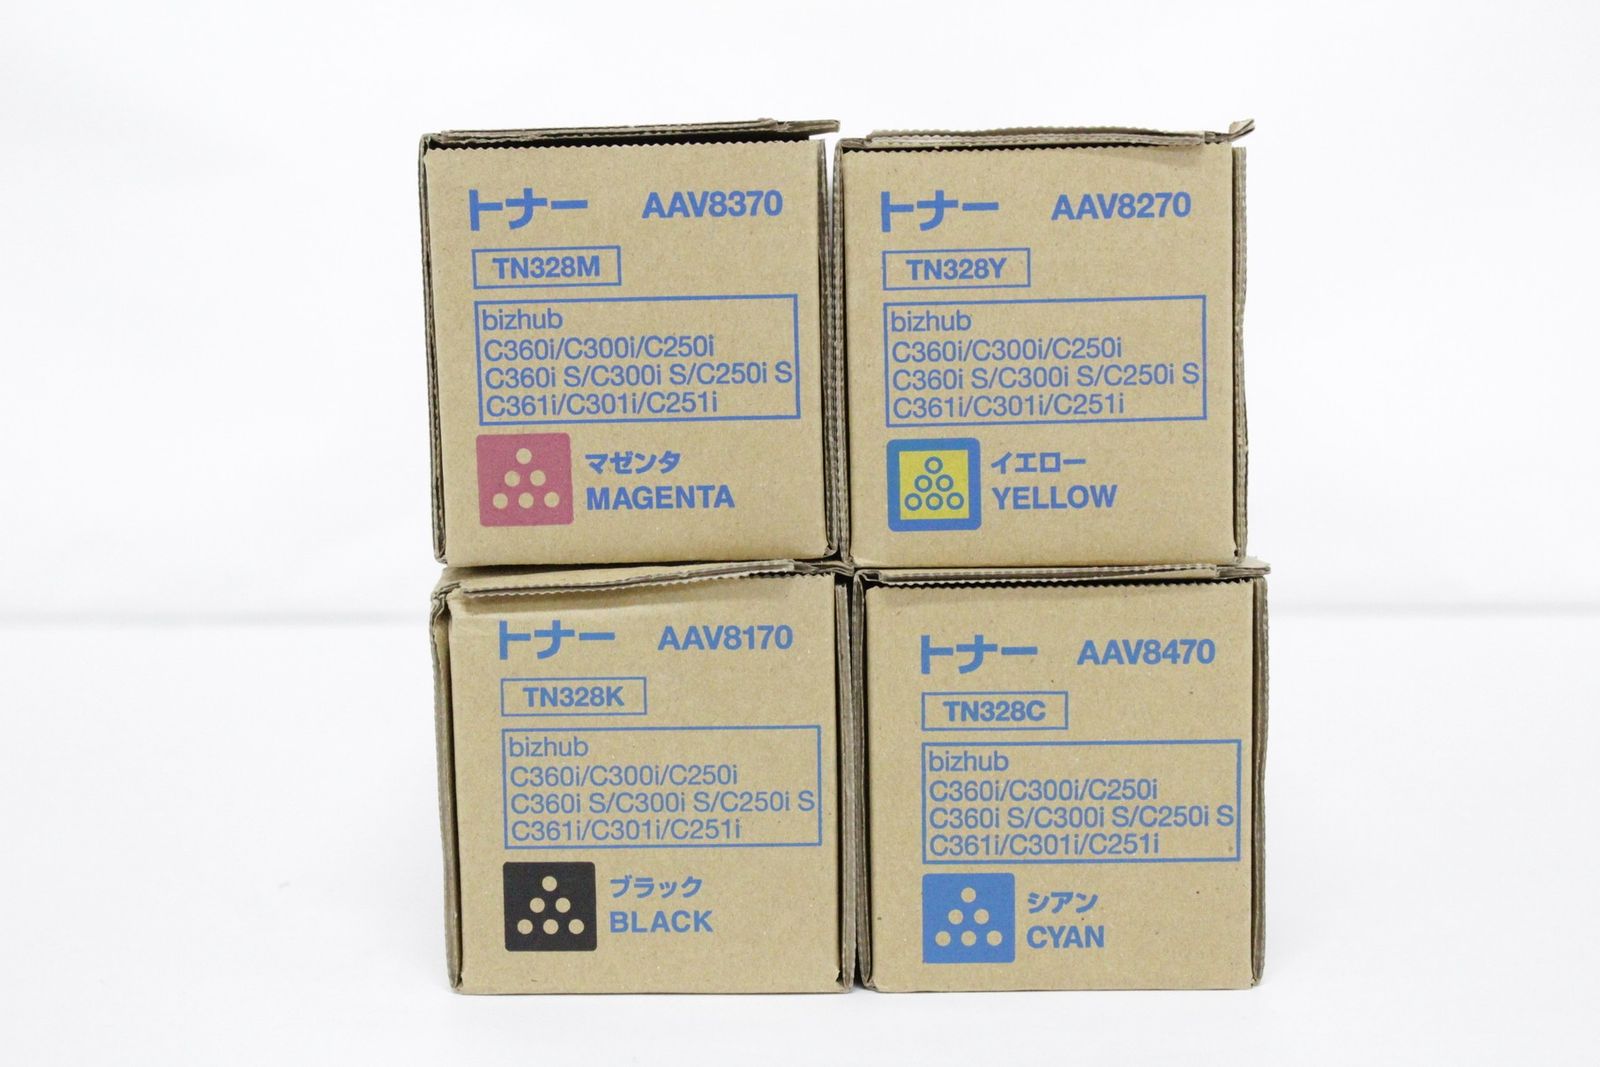 トナー AAV8370
TN328M
bizhub
C360i/C300i/C250i
C360i S/C300i S/C250i S
C361i/C301i/C251i
マゼンタ
MAGENTA
トナー AAV8270
TN328Y
bizhub
C360i/C300i/C250i
C360i S/C300i S/C250i S
C361i/C301i/C251i
イエロー
YELLOW
トナー AAV8170
TN328K
bizhub
C360i/C300i/C250i
C360i S/C300i S/C250i S
C361i/C301i/C251i
ブラック
BLACK
トナー AAV8470
TN328C
bizhub
C360i/C300i/C250i
C360i S/C300i S/C250i S
C361i/C301i/C251i
シアン
CYAN